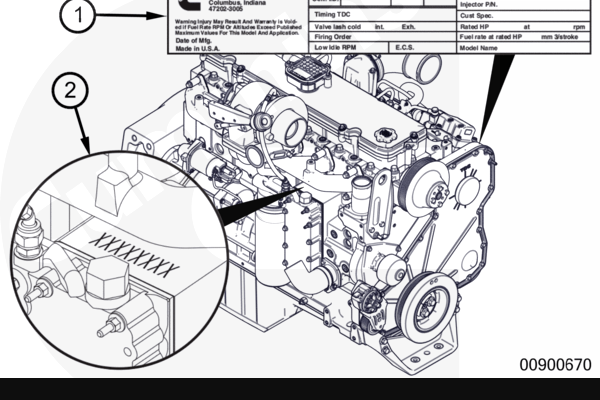 1
Columbus, Indiana
47202-3005
Warning Injury May Result And Warranty is Void-
ed if Fuel Rate RPM Or Altitudes Exceed Published
Maximum Values For This Model And Application.
Date of Mfg.
Made in U.S.A.
Timing TDC
Valve lash cold int. Exh.
Firing Order
Low Idle RPM E.C.S.
Injector P/N.
Cust Spec.
Rated HP at rpm
Fuel rate at rated HP mm 3/stroke
Model Name
2
XXXXXXXX
00900670